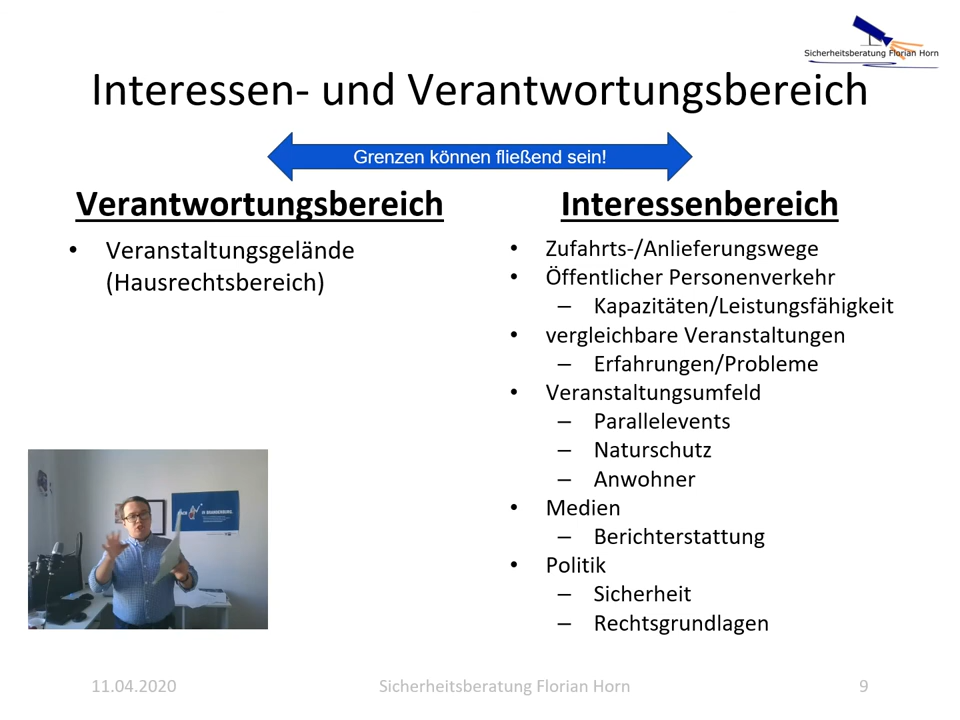 Sicherheitsberatung Florian Horn
Interessen- und Verantwortungsbereich
Grenzen können fließend sein!
Verantwortungsbereich
• Veranstaltungsgelände
(Hausrechtsbereich)
Interessenbereich
• Zufahrts-/Anlieferungswege
• Öffentlicher Personenverkehr
– Kapazitäten/Leistungsfähigkeit
• vergleichbare Veranstaltungen
– Erfahrungen/Probleme
• Veranstaltungsumfeld
– Parallelevents
– Naturschutz
– Anwohner
• Medien
– Berichterstattung
• Politik
– Sicherheit
– Rechtsgrundlagen
11.04.2020
Sicherheitsberatung Florian Horn
9